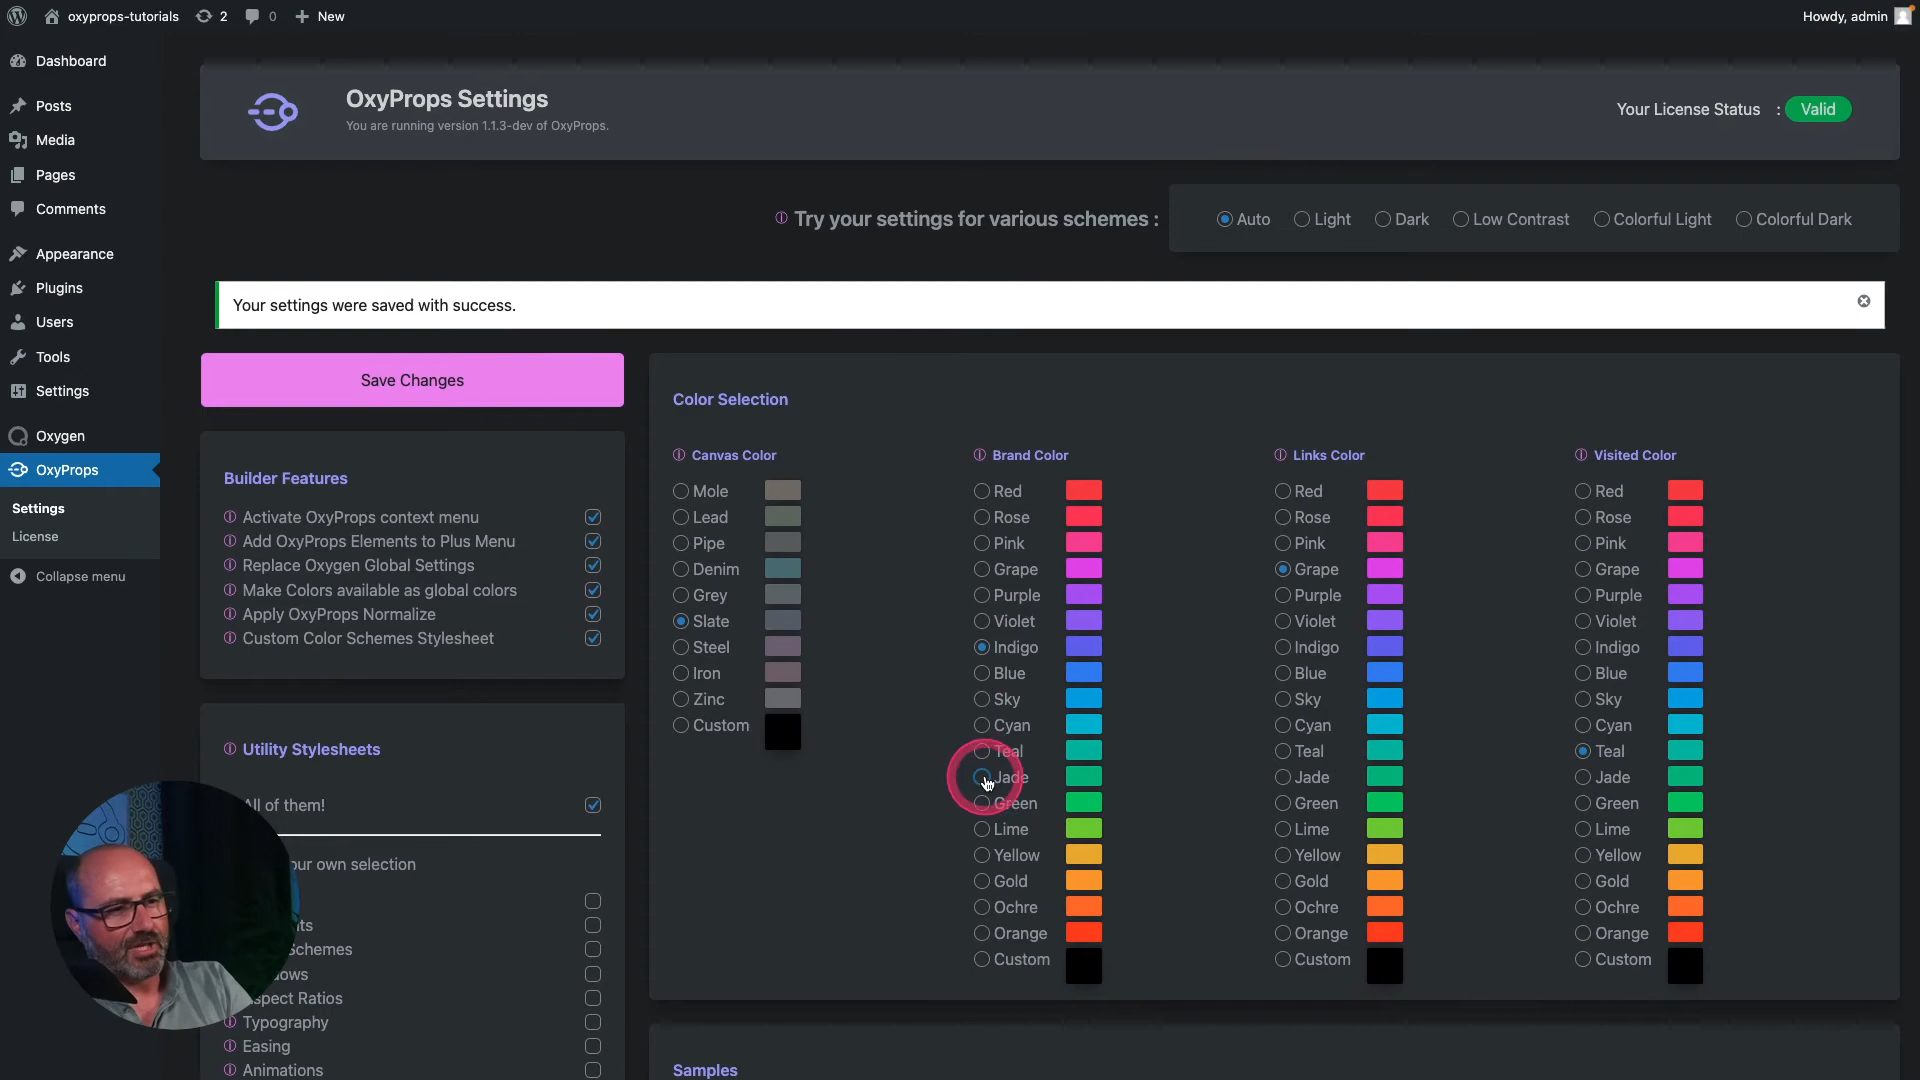 oxyprops-tutorials 2 0 New
Howdy, admin
Dashboard
Posts
Media
Pages
Comments
Appearance
Plugins
Users
Tools
Settings
Oxygen
OxyProps
Settings
License
Collapse menu
OxyProps Settings
You are running version 1.1.3-dev of OxyProps.
Your License Status : Valid
Try your settings for various schemes :
Auto Light Dark Low Contrast Colorful Light Colorful Dark
Your settings were saved with success.
Save Changes
Builder Features
Activate OxyProps context menu
Add OxyProps Elements to Plus Menu
Replace Oxygen Global Settings
Make Colors available as global colors
Apply OxyProps Normalize
Custom Color Schemes Stylesheet
Utility Stylesheets
All of them!
our own selection
ts
Schemes
ows
Aspect Ratios
Typography
Easing
Animations
Color Selection
Canvas Color
Mole
Lead
Pipe
Denim
Grey
Slate
Steel
Iron
Zinc
Custom
Brand Color
Red
Rose
Pink
Grape
Purple
Violet
Indigo
Blue
Sky
Cyan
Teal
Jade
Green
Lime
Yellow
Gold
Ochre
Orange
Custom
Links Color
Red
Rose
Pink
Grape
Purple
Violet
Indigo
Blue
Sky
Cyan
Teal
Jade
Green
Lime
Yellow
Gold
Ochre
Orange
Custom
Visited Color
Red
Rose
Pink
Grape
Purple
Violet
Indigo
Blue
Sky
Cyan
Teal
Jade
Green
Lime
Yellow
Gold
Ochre
Orange
Custom
Samples